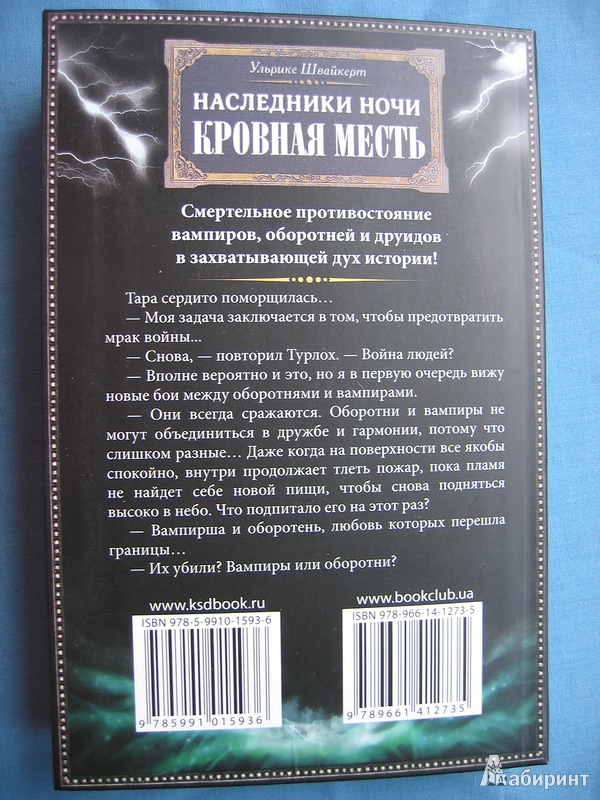 Ульрике Швайкерт
НАСЛЕДНИКИ НОЧИ
КРОВНАЯ МЕСТЬ
Смертельное противостояние
вампиров, оборотней и друидов
в захватывающей дух истории!
Тара сердито поморщилась…
— Моя задача заключается в том, чтобы предотвратить
мрак войны...
— Снова, — повторил Турлох. — Война людей?
— Вполне вероятно и это, но я в первую очередь вижу
новые бои между оборотнями и вампирами.
— Они всегда сражаются. Оборотни и вампиры не
могут объединиться в дружбе и гармонии, потому что
слишком разные… Даже когда на поверхности все якобы
спокойно, внутри продолжает тлеть пожар, пока пламя
не найдет себе новой пищи, чтобы снова подняться
высоко в небо. Что подпитало его на этот раз?
— Вампирша и оборотень, любовь которых перешла
границы…
— Их убили? Вампиры или оборотни?
www.ksdbook.ru
ISBN 978-5-9910-1593-6
9 785991 015936
www.bookclub.ua
ISBN 978-966-14-1273-5
9 789661 412735
Лабиринт